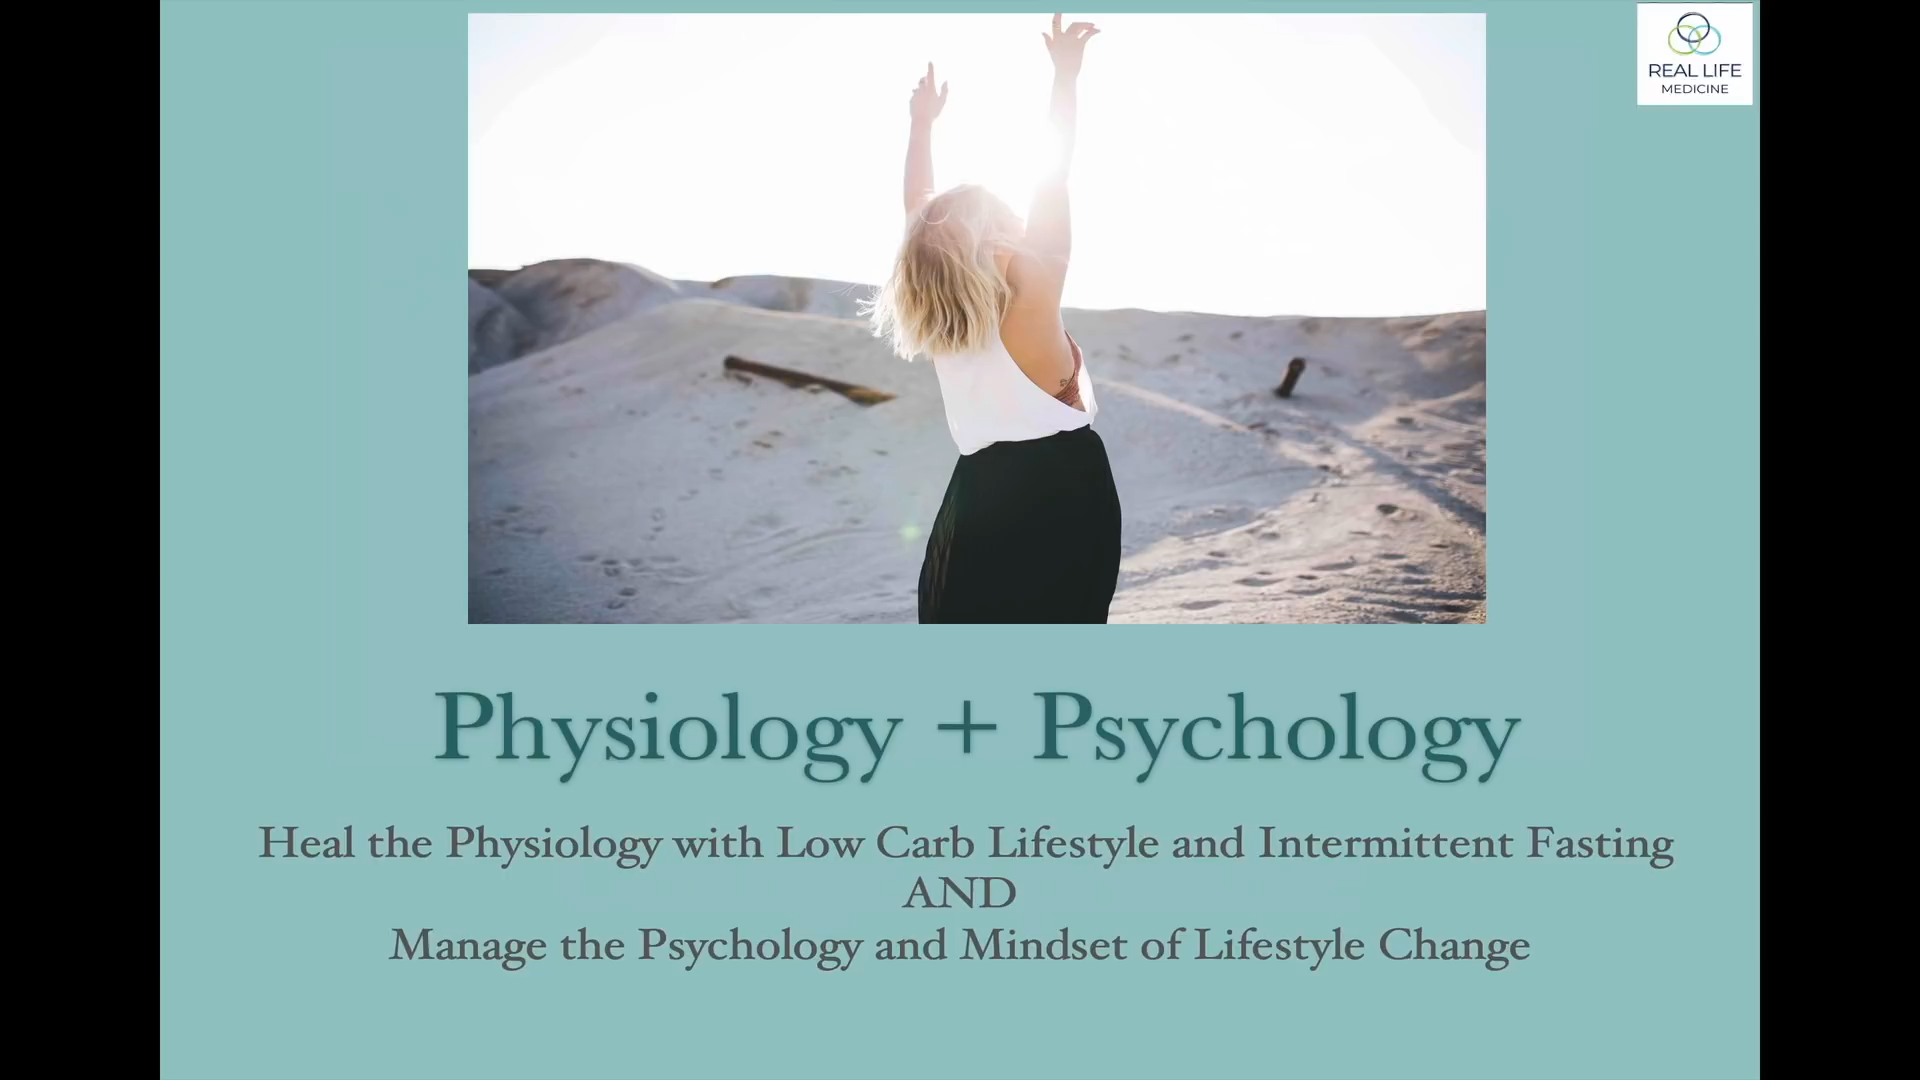 REAL LIFE
MEDICINE
Physiology + Psychology
Heal the Physiology with Low Carb Lifestyle and Intermittent Fasting
AND
Manage the Psychology and Mindset of Lifestyle Change